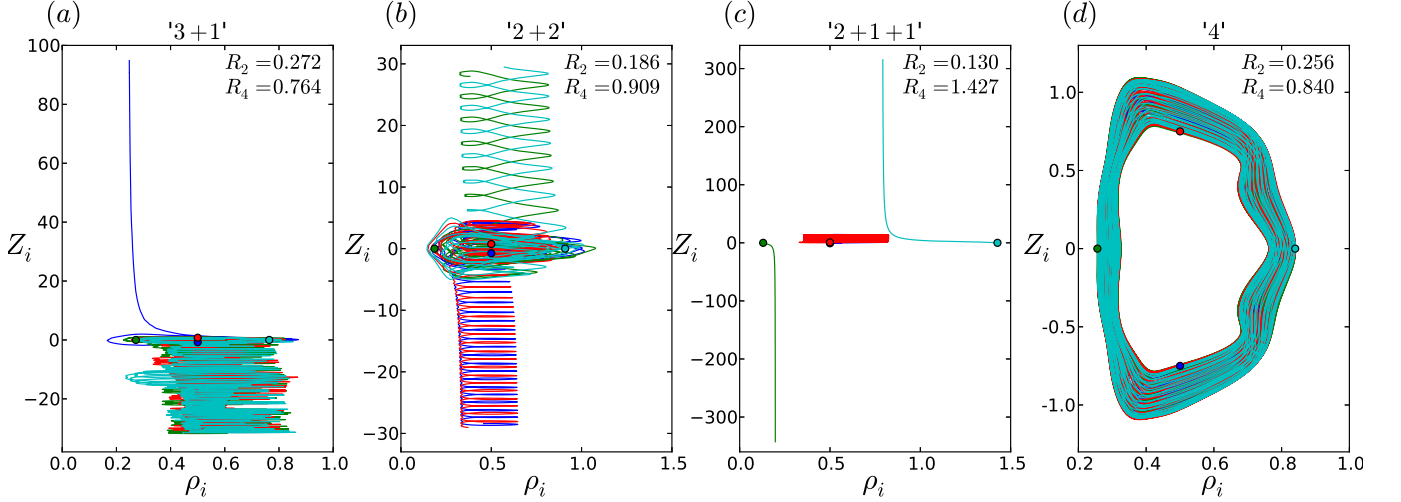 (a) '3+1'
R2=0.272
R4=0.764
100
80
60
40
20
0
−20
Zi
0.0 0.2 0.4 0.6 0.8 1.0
ρi
(b) '2+2'
R2=0.186
R4=0.909
30
20
10
0
−10
−20
−30
Zi
0.0 0.5 1.0 1.5
ρi
(c) '2+1+1'
R2=0.130
R4=1.427
300
200
100
0
−100
−200
−300
Zi
0.0 0.5 1.0 1.5
ρi
(d) '4'
R2=0.256
R4=0.840
1.0
0.5
0
-0.5
-1.0
Zi
0.2 0.4 0.6 0.8 1.0
ρi